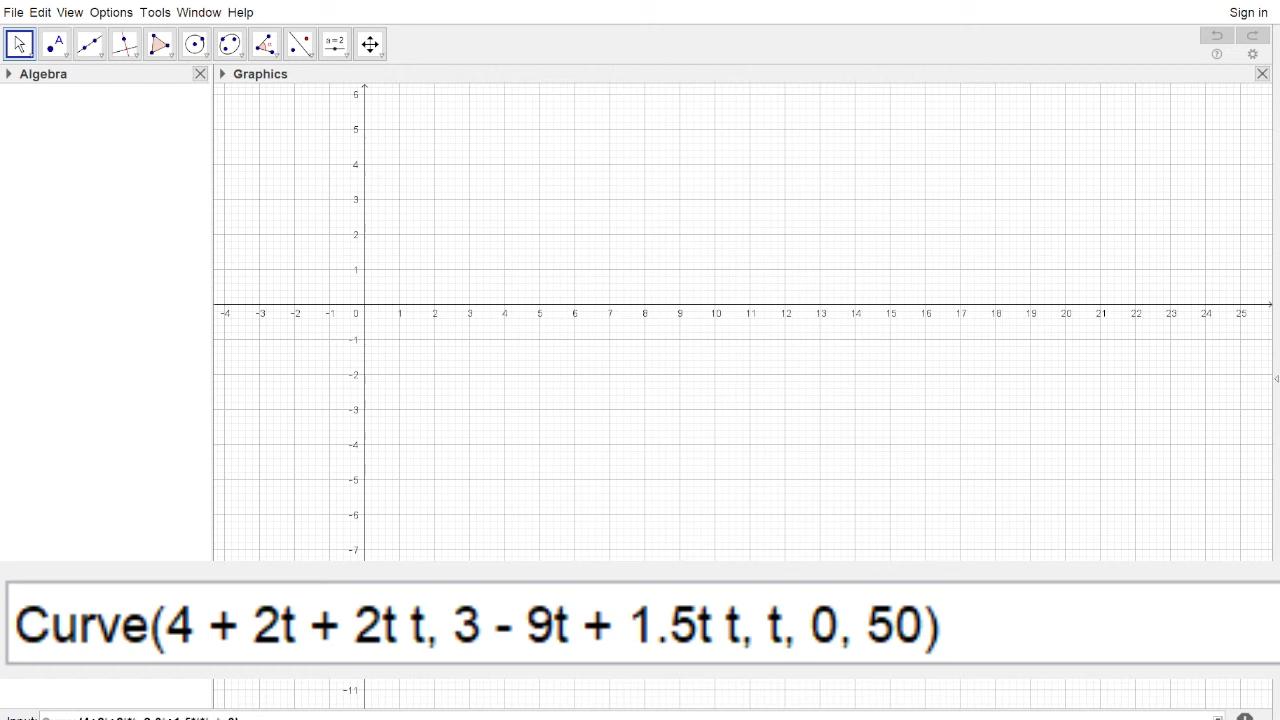 File Edit View Options Tools Window Help Sign in
A α a=2
Algebra Graphics
6
5
4
3
2
1
-4 -3 -2 -1 0 1 2 3 4 5 6 7 8 9 10 11 12 13 14 15 16 17 18 19 20 21 22 23 24 25
-1
-2
-3
-4
-5
-6
-7
Curve(4 + 2t + 2t t, 3 - 9t + 1.5t t, t, 0, 50)
-11